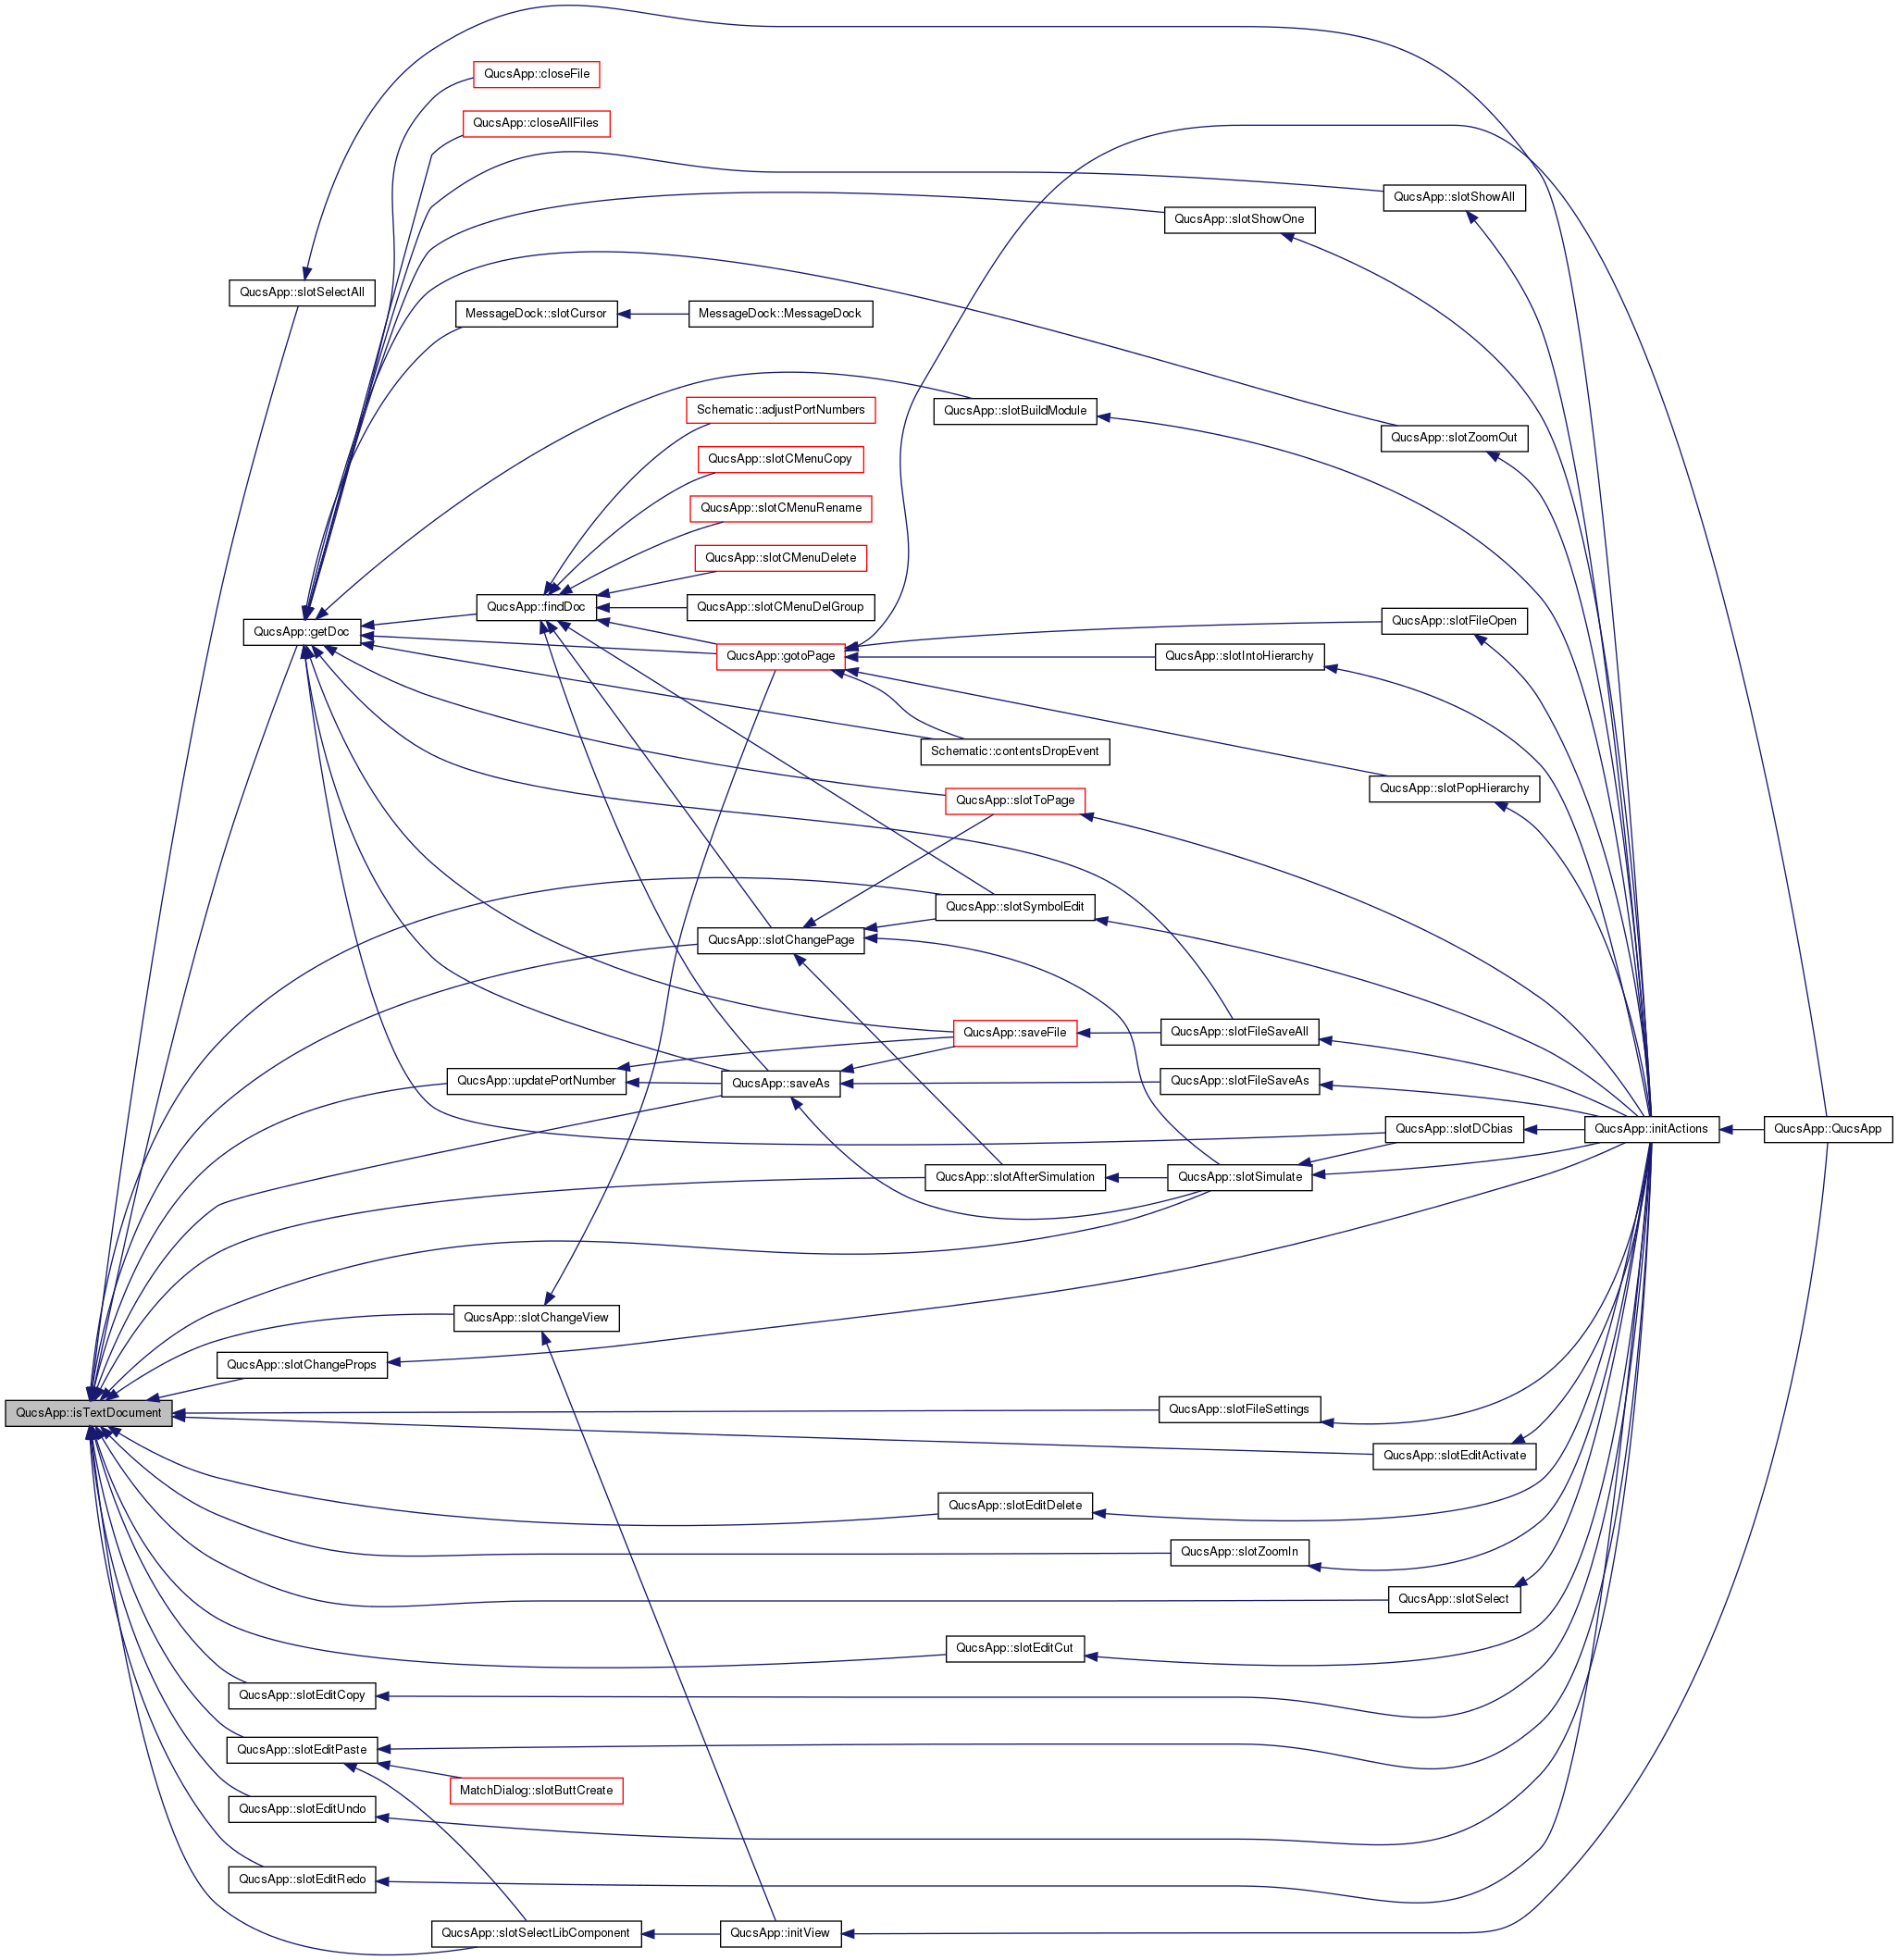 QucsApp::closeFile
QucsApp::closeAllFiles
QucsApp::slotShowAll
QucsApp::slotShowOne
QucsApp::slotSelectAll
MessageDock::slotCursor
MessageDock::MessageDock
Schematic::adjustPortNumbers
QucsApp::slotBuildModule
QucsApp::slotZoomOut
QucsApp::slotCMenuCopy
QucsApp::slotCMenuRename
QucsApp::slotCMenuDelete
QucsApp::findDoc
QucsApp::slotCMenuDelGroup
QucsApp::slotFileOpen
QucsApp::getDoc
QucsApp::gotoPage
QucsApp::slotIntoHierarchy
Schematic::contentsDropEvent
QucsApp::slotPopHierarchy
QucsApp::slotToPage
QucsApp::slotSymbolEdit
QucsApp::slotChangePage
QucsApp::saveFile
QucsApp::slotFileSaveAll
QucsApp::updatePortNumber
QucsApp::saveAs
QucsApp::slotFileSaveAs
QucsApp::slotDCbias
QucsApp::initActions
QucsApp::QucsApp
QucsApp::slotAfterSimulation
QucsApp::slotSimulate
QucsApp::slotChangeView
QucsApp::slotChangeProps
QucsApp::isTextDocument
QucsApp::slotFileSettings
QucsApp::slotEditActivate
QucsApp::slotEditDelete
QucsApp::slotZoomIn
QucsApp::slotSelect
QucsApp::slotEditCut
QucsApp::slotEditCopy
QucsApp::slotEditPaste
MatchDialog::slotButtCreate
QucsApp::slotEditUndo
QucsApp::slotEditRedo
QucsApp::slotSelectLibComponent
QucsApp::initView